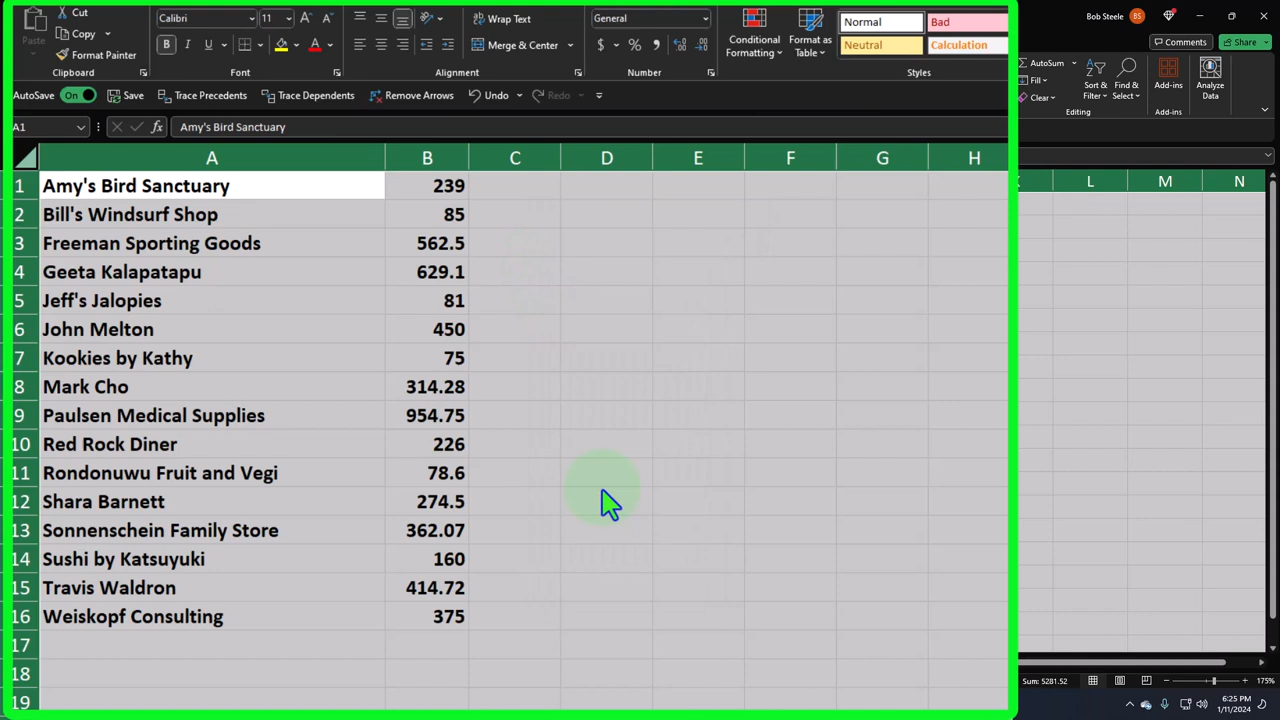 Cut
Copy
Paste
Format Painter
Clipboard
Calibri 11
B I U
Font
Wrap Text
Merge & Center
Alignment
General
$ % ,
Number
Conditional Formatting
Format as Table
Normal Bad
Neutral Calculation
Styles
R J Steele BS
Comments Share
AutoSum
Fill
Clear
Sort & Filter
Find & Select
Editing
Add-ins
Add-ins
Analyze Data
AutoSave On Save Trace Precedents Trace Dependents Remove Arrows Undo Redo
A1 fx Amy's Bird Sanctuary
A B C D E F G H L M N
1 Amy's Bird Sanctuary 239
2 Bill's Windsurf Shop 85
3 Freeman Sporting Goods 562.5
4 Geeta Kalapatapu 629.1
5 Jeff's Jalopies 81
6 John Melton 450
7 Kookies by Kathy 75
8 Mark Cho 314.28
9 Paulsen Medical Supplies 954.75
10 Red Rock Diner 226
11 Rondonuwu Fruit and Vegi 78.6
12 Shara Barnett 274.5
13 Sonnenschein Family Store 362.07
14 Sushi by Katsuyuki 160
15 Travis Waldron 414.72
16 Weiskopf Consulting 375
17
18
19
Sum: 5281.52 175%
6:25 PM
1/11/2024